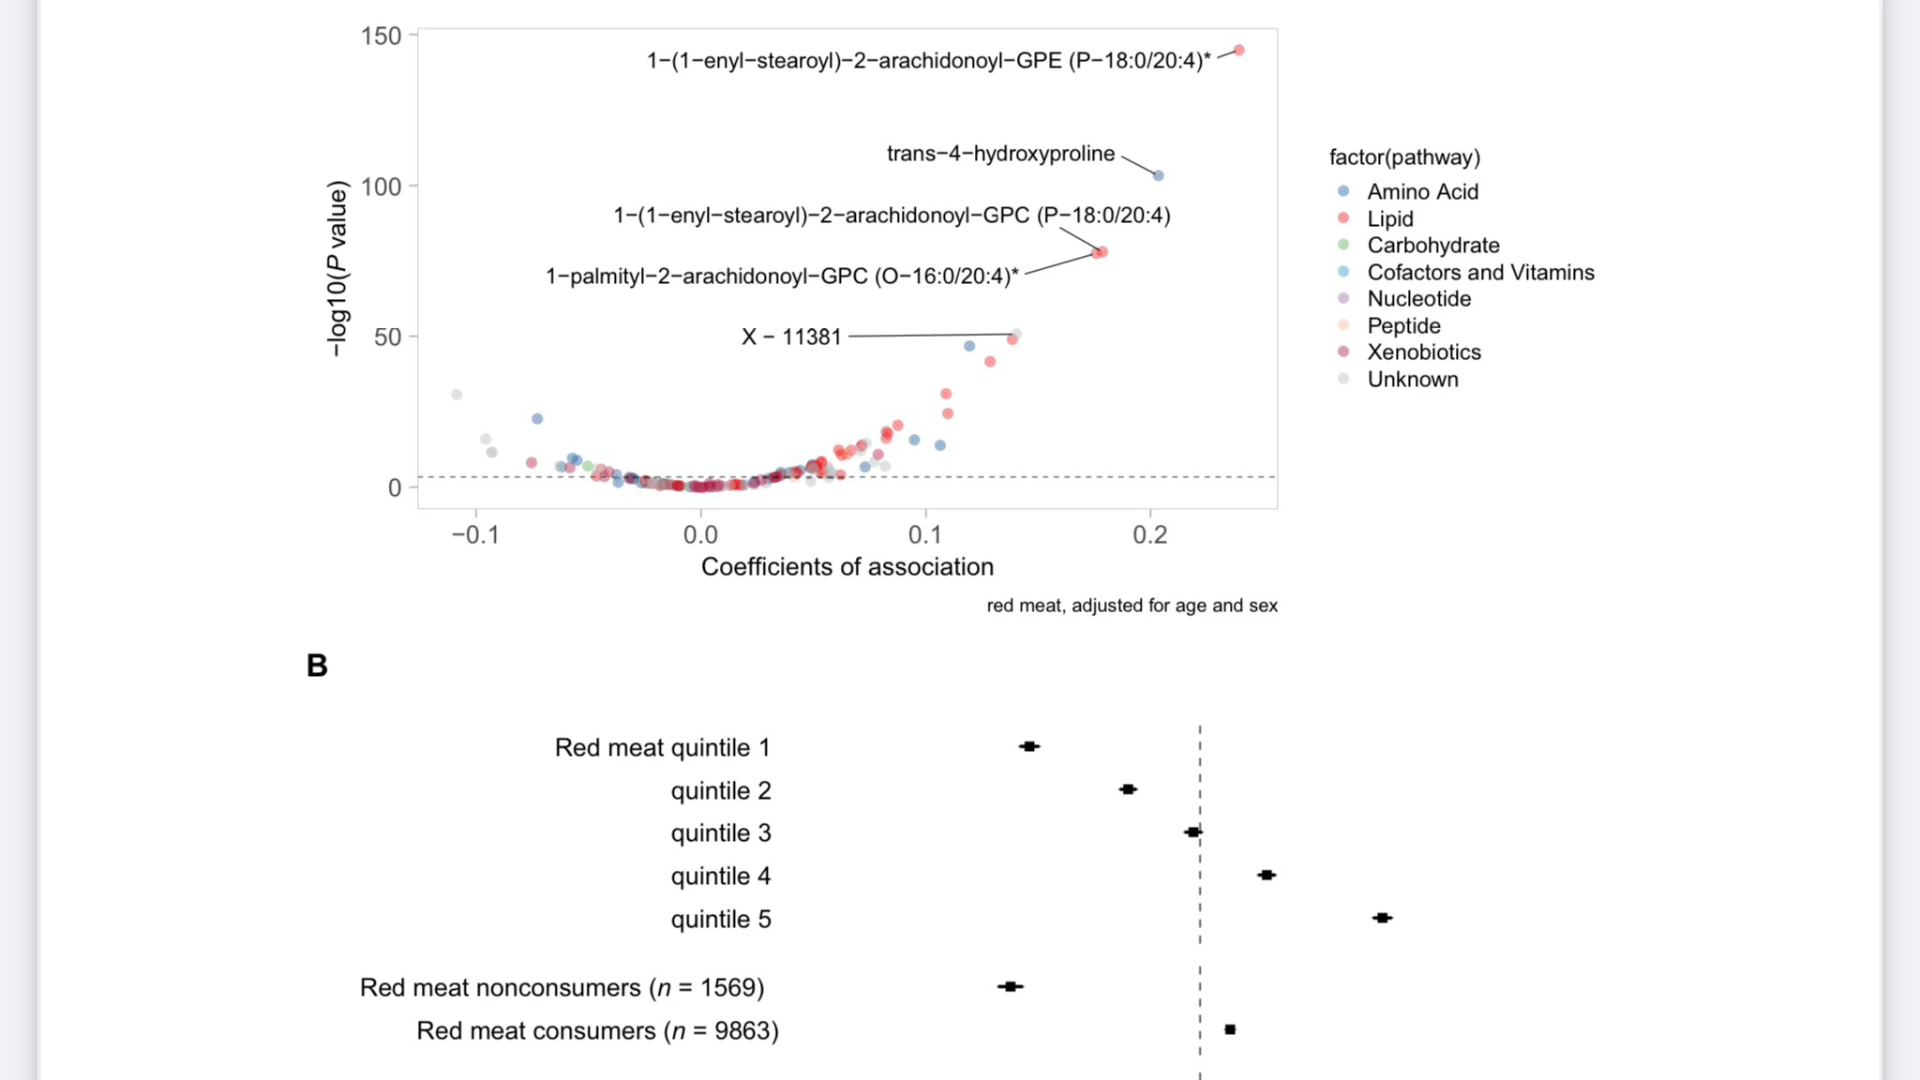 150
1−(1−enyl−stearoyl)−2−arachidonoyl−GPE (P−18:0/20:4)*
trans−4−hydroxyproline
100
1−(1−enyl−stearoyl)−2−arachidonoyl−GPC (P−18:0/20:4)
1−palmityl−2−arachidonoyl−GPC (O−16:0/20:4)*
−log10(P value)
50
X − 11381
0
−0.1 0.0 0.1 0.2
Coefficients of association
red meat, adjusted for age and sex
factor(pathway)
Amino Acid
Lipid
Carbohydrate
Cofactors and Vitamins
Nucleotide
Peptide
Xenobiotics
Unknown
B
Red meat quintile 1
quintile 2
quintile 3
quintile 4
quintile 5
Red meat nonconsumers (n = 1569)
Red meat consumers (n = 9863)